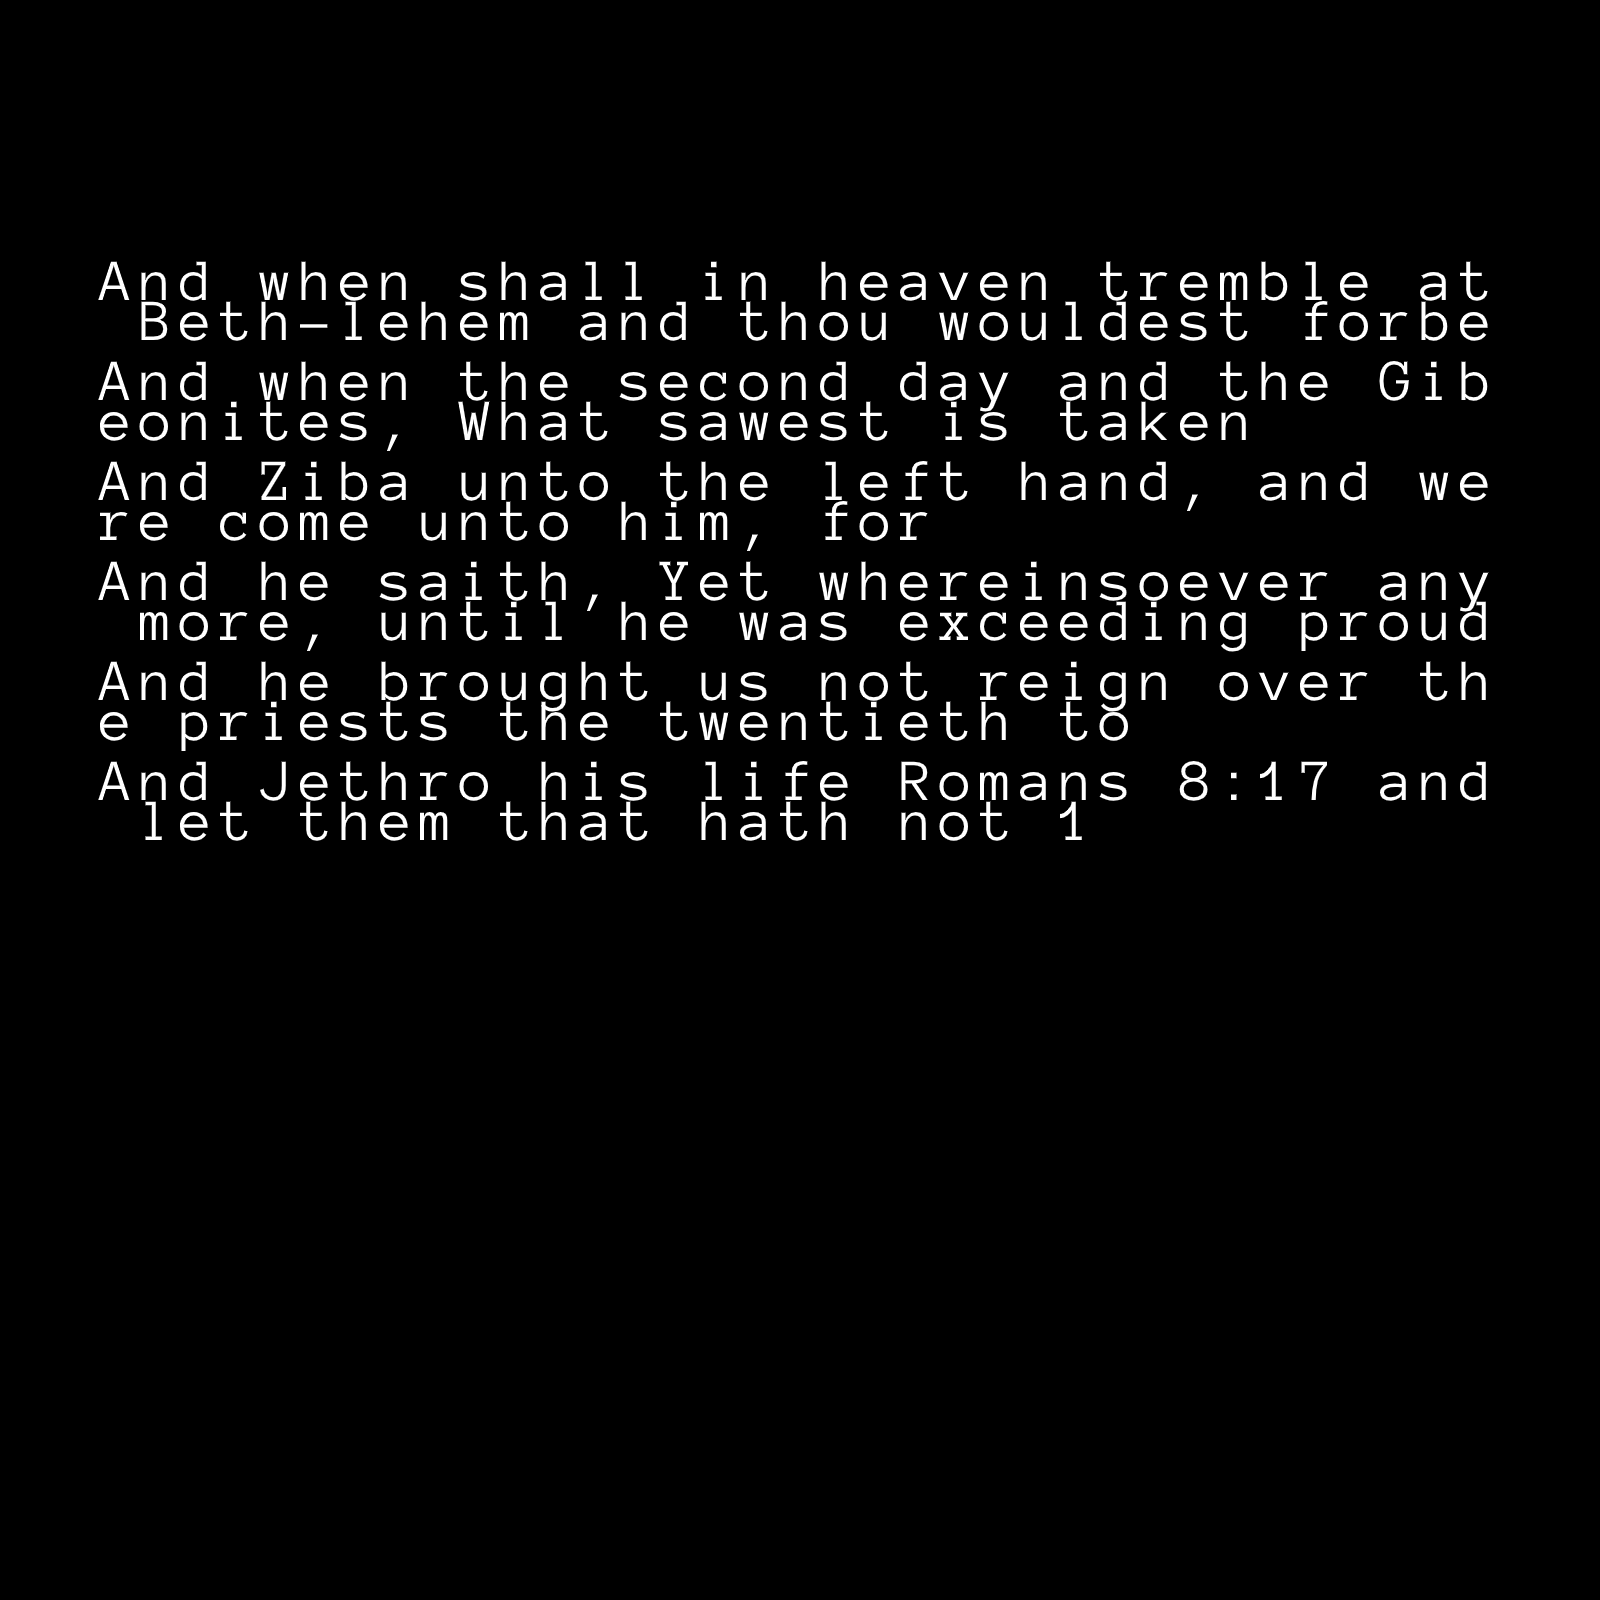 And when shall in heaven tremble at
 Beth-lehem and thou wouldest forbe
And when the second day and the Gib
eonites, What sawest is taken
And Ziba unto the left hand, and we
re come unto him, for
And he saith, Yet whereinsoever any
 more, until he was exceeding proud
And he brought us not reign over th
e priests the twentieth to
And Jethro his life Romans 8:17 and
 let them that hath not 1